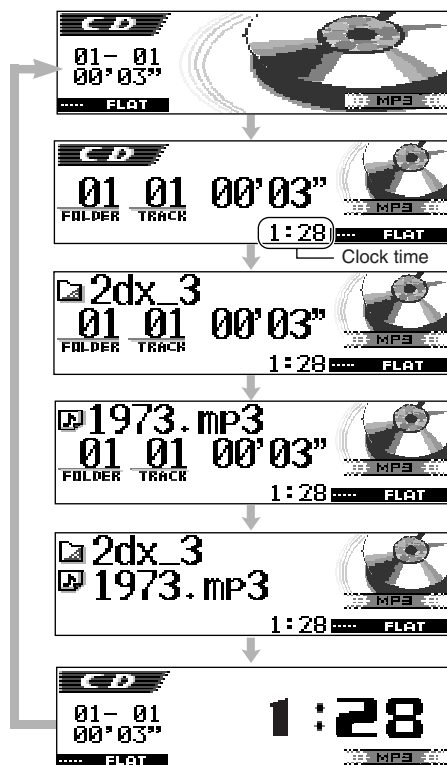 CD
01- 01
00'03"
FLAT
MP3
CD
01 01 00'03"
FOLDER TRACK
MP3
1:28 FLAT
Clock time
2dx_3
01 01 00'03"
FOLDER TRACK
MP3
1:28 FLAT
1973.mp3
01 01 00'03"
FOLDER TRACK
MP3
1:28 FLAT
2dx_3
1973.mp3
MP3
1:28 FLAT
CD
01- 01
00'03"
1:28
FLAT
MP3